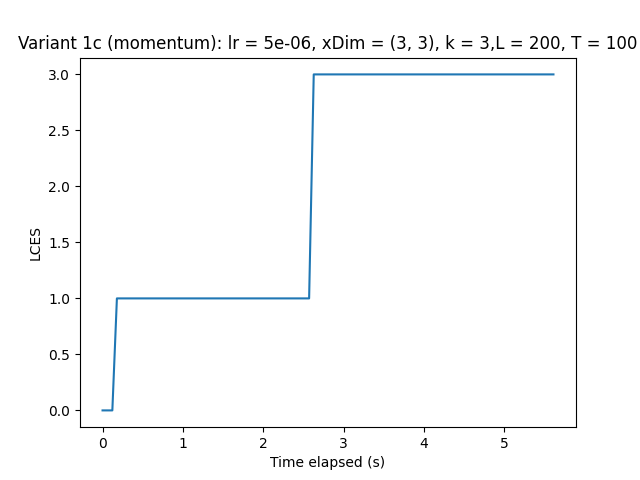 Variant 1c (momentum): lr = 5e-06, xDim = (3, 3), k = 3,L = 200, T = 100
3.0
2.5
2.0
1.5
1.0
0.5
0.0
LCES
0 1 2 3 4 5
Time elapsed (s)